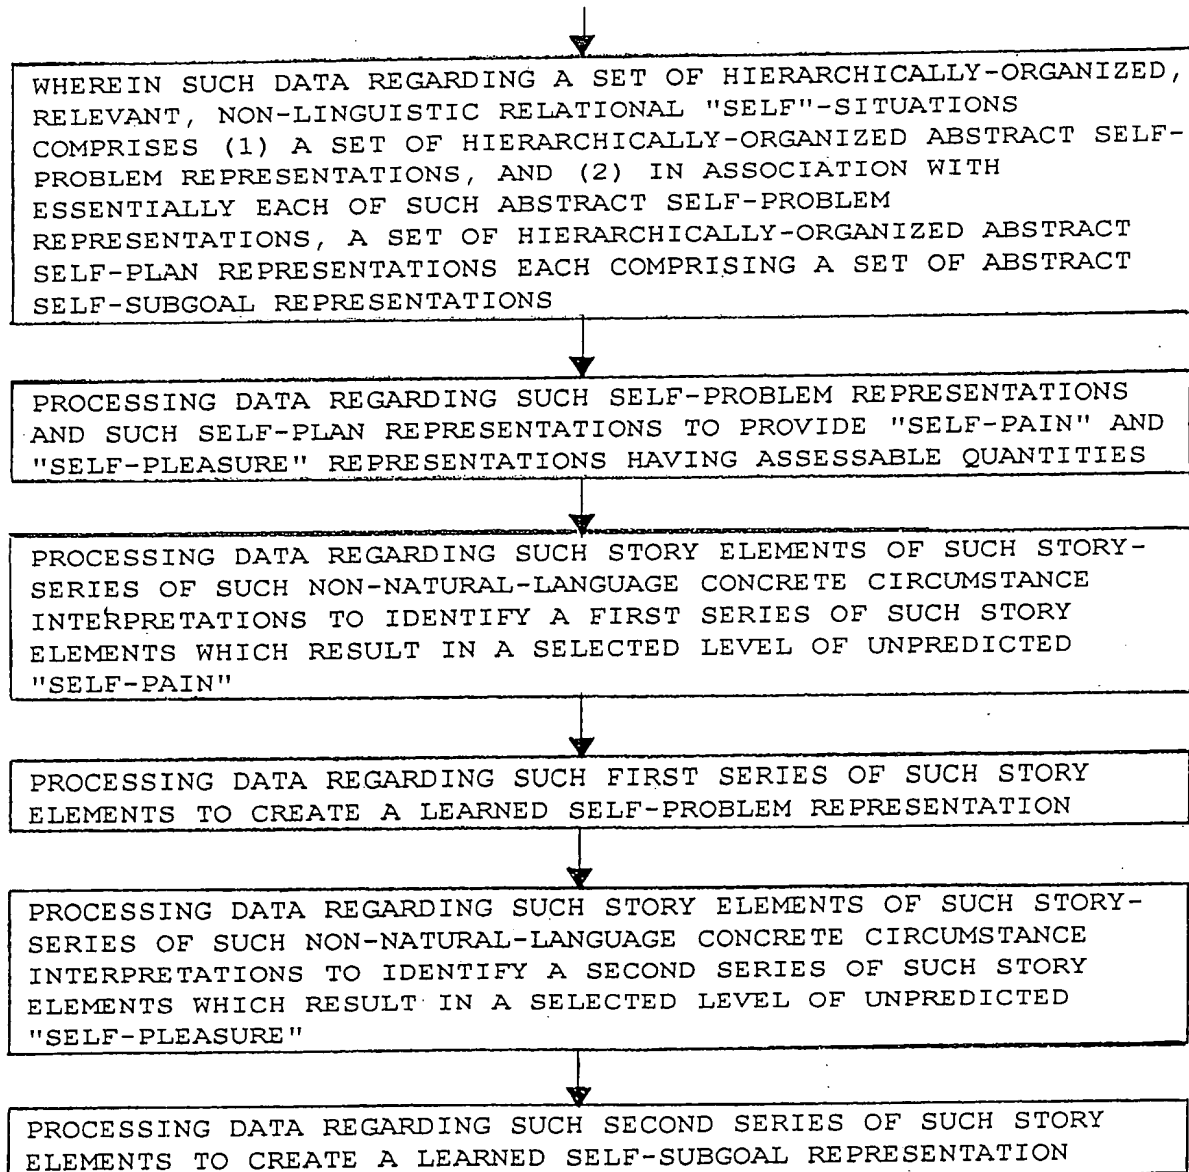 WHEREIN SUCH DATA REGARDING A SET OF HIERARCHICALLY-ORGANIZED,
RELEVANT, NON-LINGUISTIC RELATIONAL "SELF"-SITUATIONS
COMPRISES (1) A SET OF HIERARCHICALLY-ORGANIZED ABSTRACT SELF-
PROBLEM REPRESENTATIONS, AND (2) IN ASSOCIATION WITH
ESSENTIALLY EACH OF SUCH ABSTRACT SELF-PROBLEM
REPRESENTATIONS, A SET OF HIERARCHICALLY-ORGANIZED ABSTRACT
SELF-PLAN REPRESENTATIONS EACH COMPRISING A SET OF ABSTRACT
SELF-SUBGOAL REPRESENTATIONS
PROCESSING DATA REGARDING SUCH SELF-PROBLEM REPRESENTATIONS
AND SUCH SELF-PLAN REPRESENTATIONS TO PROVIDE "SELF-PAIN" AND
"SELF-PLEASURE" REPRESENTATIONS HAVING ASSESSABLE QUANTITIES
PROCESSING DATA REGARDING SUCH STORY ELEMENTS OF SUCH STORY-
SERIES OF SUCH NON-NATURAL-LANGUAGE CONCRETE CIRCUMSTANCE
INTERPRETATIONS TO IDENTIFY A FIRST SERIES OF SUCH STORY
ELEMENTS WHICH RESULT IN A SELECTED LEVEL OF UNPREDICTED
"SELF-PAIN"
PROCESSING DATA REGARDING SUCH FIRST SERIES OF SUCH STORY
ELEMENTS TO CREATE A LEARNED SELF-PROBLEM REPRESENTATION
PROCESSING DATA REGARDING SUCH STORY ELEMENTS OF SUCH STORY-
SERIES OF SUCH NON-NATURAL-LANGUAGE CONCRETE CIRCUMSTANCE
INTERPRETATIONS TO IDENTIFY A SECOND SERIES OF SUCH STORY
ELEMENTS WHICH RESULT IN A SELECTED LEVEL OF UNPREDICTED
"SELF-PLEASURE"
PROCESSING DATA REGARDING SUCH SECOND SERIES OF SUCH STORY
ELEMENTS TO CREATE A LEARNED SELF-SUBGOAL REPRESENTATION